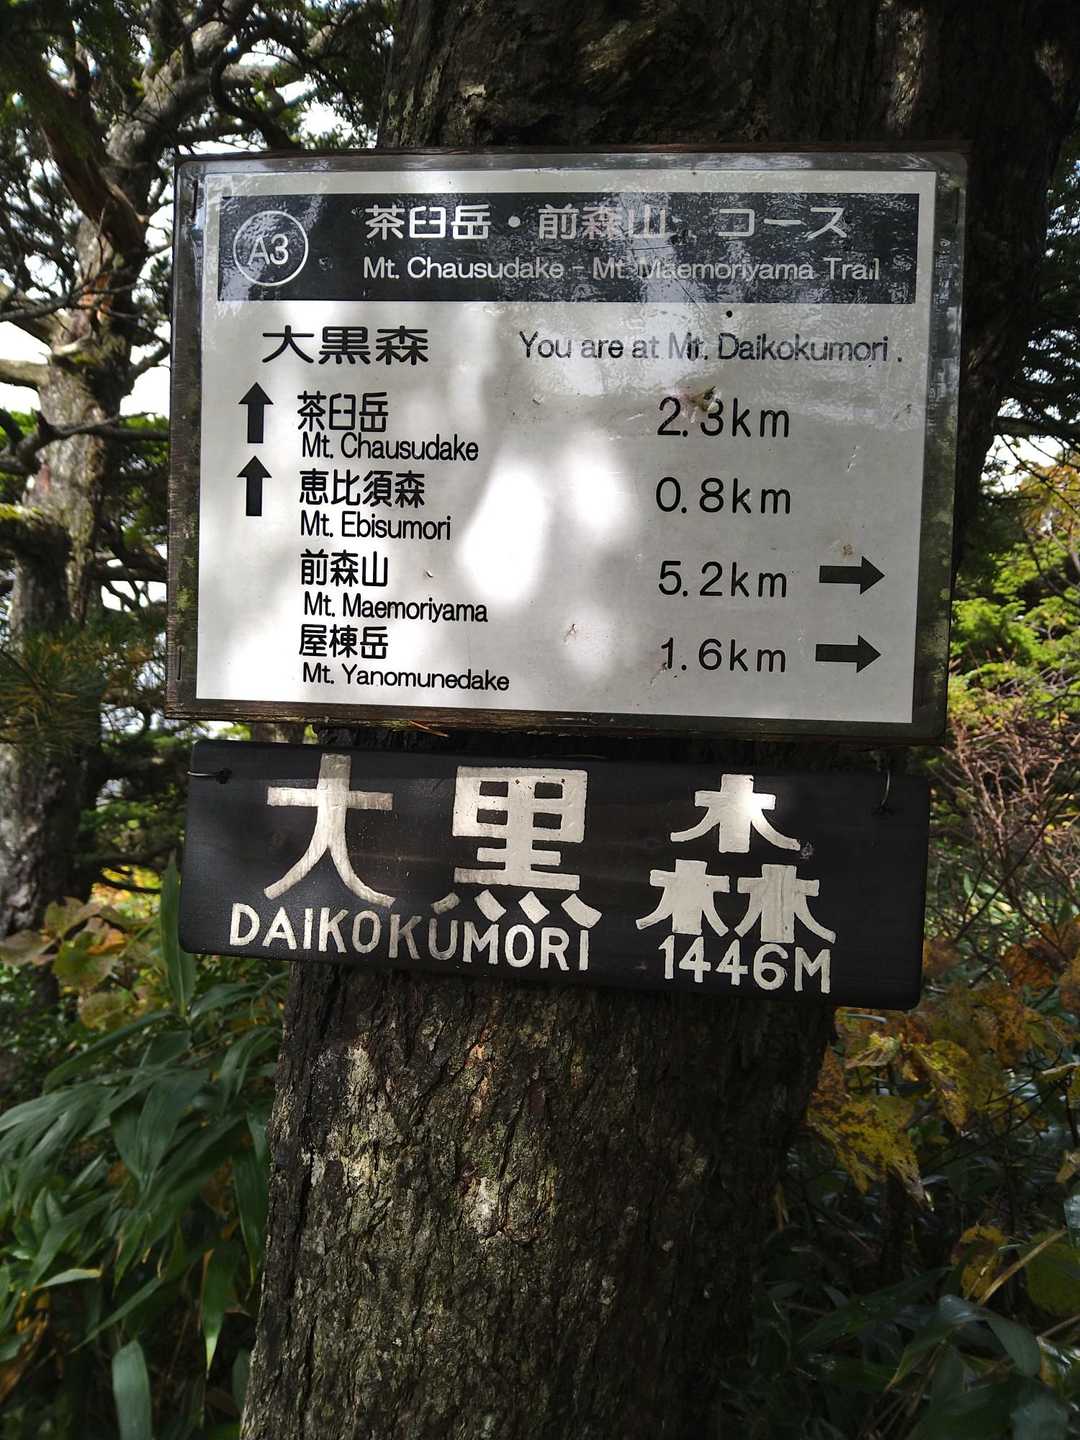 A3
茶臼岳・前森山 コース
Mt. Chausudake - Mt. Maemoriyama Trail
大黒森 You are at Mt. Daikokumori.
↑ 茶臼岳 2.3km
Mt. Chausudake
↑ 恵比須森 0.8km
Mt. Ebisumori
前森山 5.2km →
Mt. Maemoriyama
屋棟岳 1.6km →
Mt. Yanomunedake
大黒森
DAIKOKUMORI 1446M